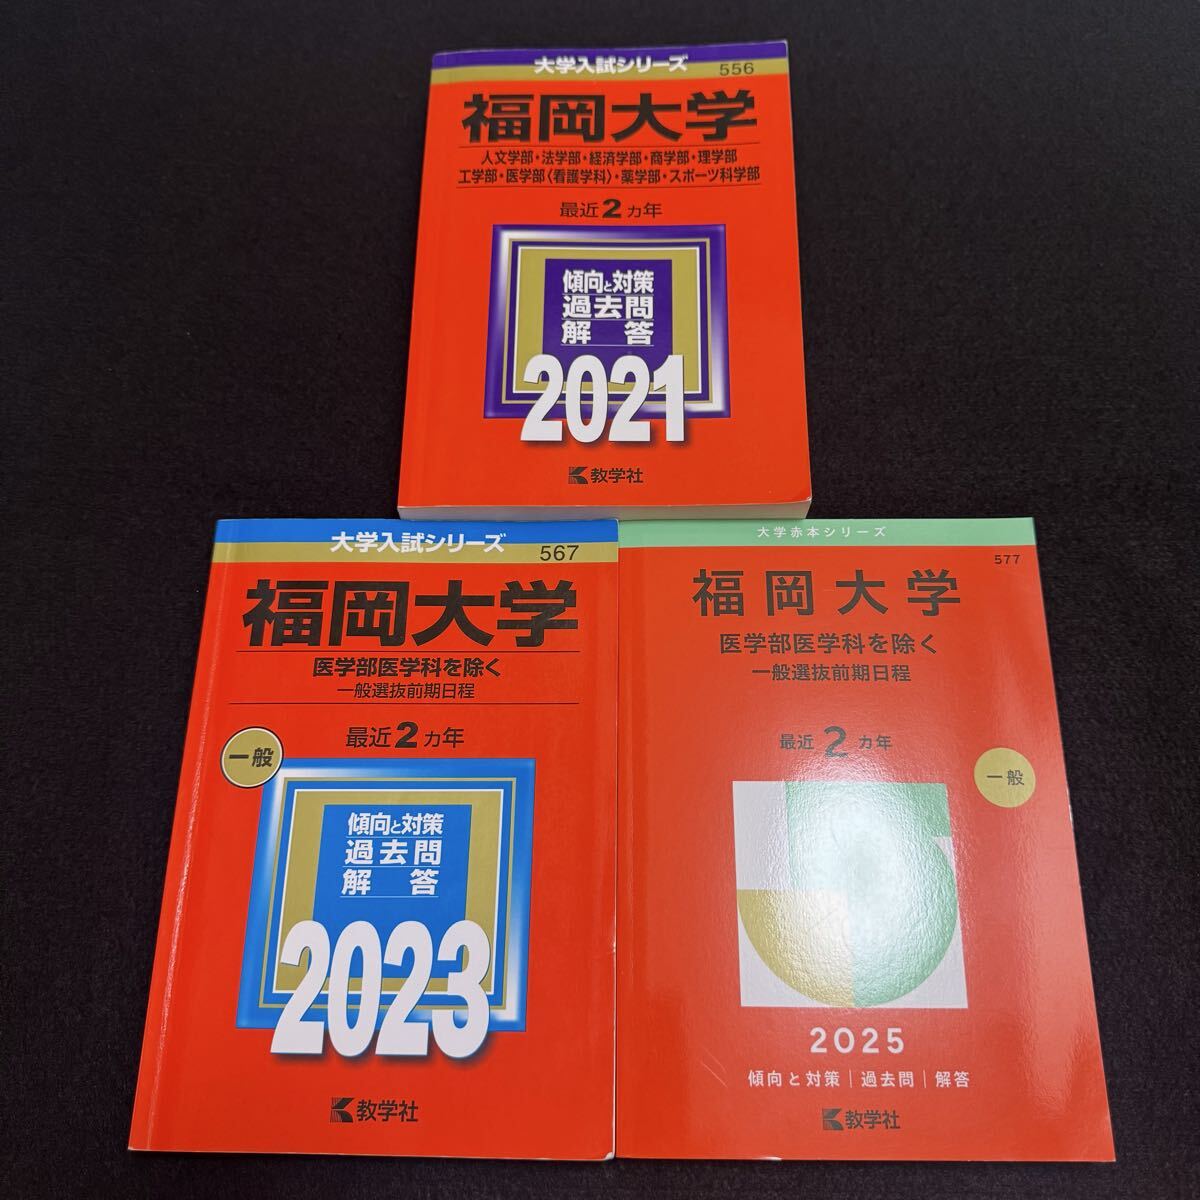 大学入試シリーズ
556
福岡大学
人文学部・法学部・経済学部・商学部・理学部
工学部・医学部〈看護学科〉・薬学部・スポーツ科学部
最近2カ年
傾向と対策
過去問
解答
2021
教学社
大学入試シリーズ
567
福岡大学
医学部医学科を除く
一般選抜前期日程
最近2カ年
一般
傾向と対策
過去問
解答
2023
教学社
大学赤本シリーズ
577
福岡大学
医学部医学科を除く
一般選抜前期日程
最近2カ年
一般
2025
傾向と対策｜過去問｜解答
教学社